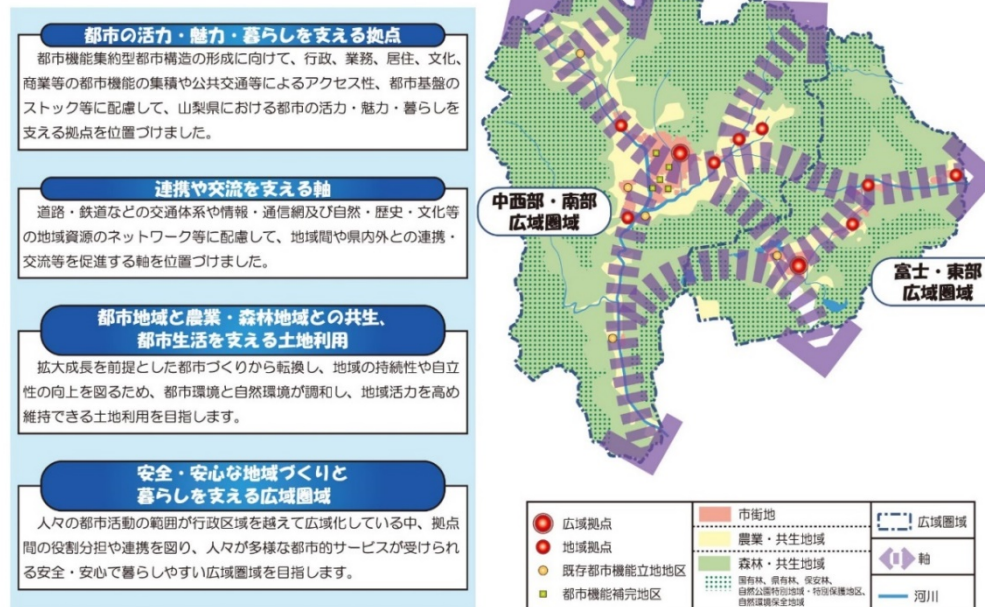 都市の活力・魅力・暮らしを支える拠点
都市機能集約型都市構造の形成に向けて、行政、業務、居住、文化、
商業等の都市機能の集積や公共交通等によるアクセス性、都市基盤の
ストック等に配慮して、山梨県における都市の活力・魅力・暮らしを
支える拠点を位置づけました。
連携や交流を支える軸
道路・鉄道などの交通体系や情報・通信網及び自然・歴史・文化等
の地域資源のネットワーク等に配慮して、地域間や県内外との連携・
交流等を促進する軸を位置づけました。
都市地域と農業・森林地域との共生、
都市生活を支える土地利用
拡大成長を前提とした都市づくりから転換し、地域の持続性や自立
性の向上を図るため、都市環境と自然環境が調和し、地域活力を高め
維持できる土地利用を目指します。
安全・安心な地域づくりと
暮らしを支える広域圏域
人々の都市活動の範囲が行政区域を越えて広域化している中、拠点
間の役割分担や連携を図り、人々が多様な都市的サービスが受けられ
る安全・安心で暮らしやすい広域圏域を目指します。
中西部・南部
広域圏域
富士・東部
広域圏域
広域拠点
地域拠点
既存都市機能立地地区
都市機能補完地区
市街地
農業・共生地域
森林・共生地域
国有林、県有林、保安林、
自然公園特別地域・特別保護地区、
自然環境保全地域
広域圏域
軸
河川